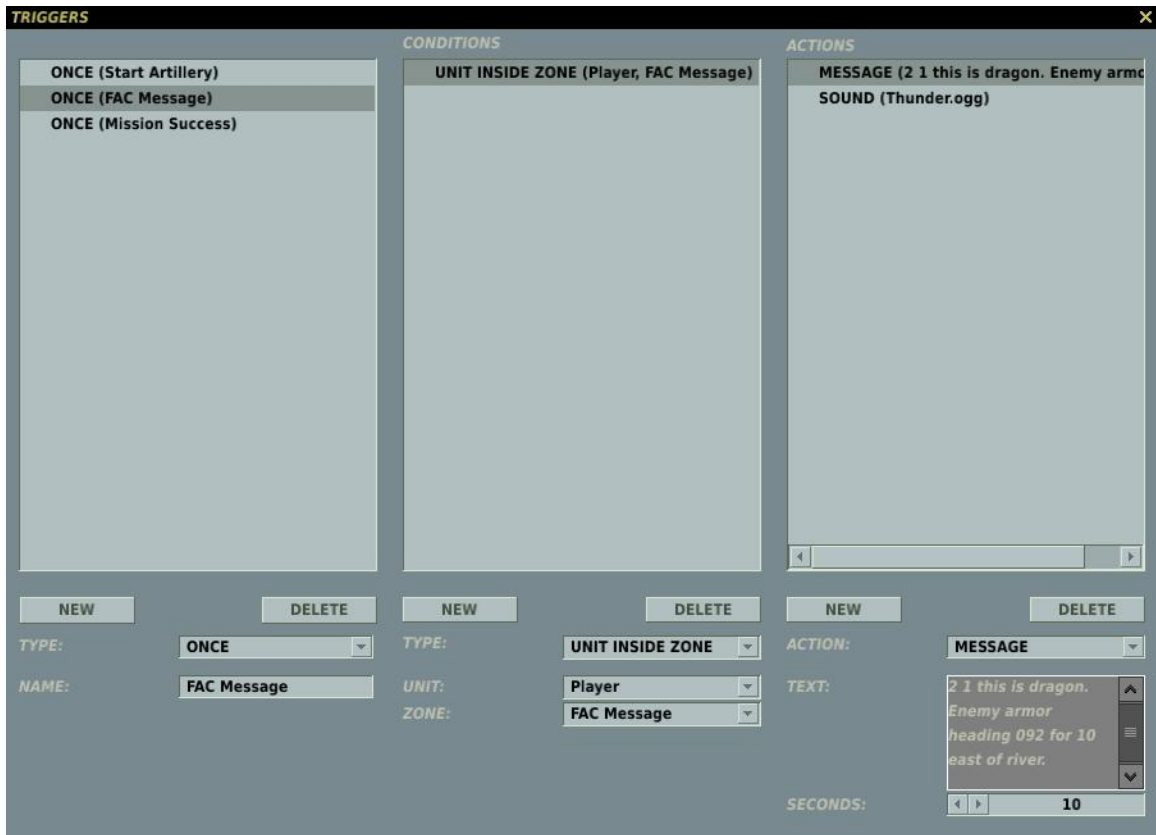 TRIGGERS
CONDITIONS
ACTIONS
ONCE (Start Artillery)
ONCE (FAC Message)
ONCE (Mission Success)
UNIT INSIDE ZONE (Player, FAC Message)
MESSAGE (2 1 this is dragon. Enemy armo
SOUND (Thunder.ogg)
NEW
DELETE
NEW
DELETE
NEW
DELETE
TYPE:
ONCE
NAME:
FAC Message
TYPE:
UNIT INSIDE ZONE
UNIT:
Player
ZONE:
FAC Message
ACTION:
MESSAGE
TEXT:
2 1 this is dragon.
Enemy armor
heading 092 for 10
east of river.
SECONDS:
10